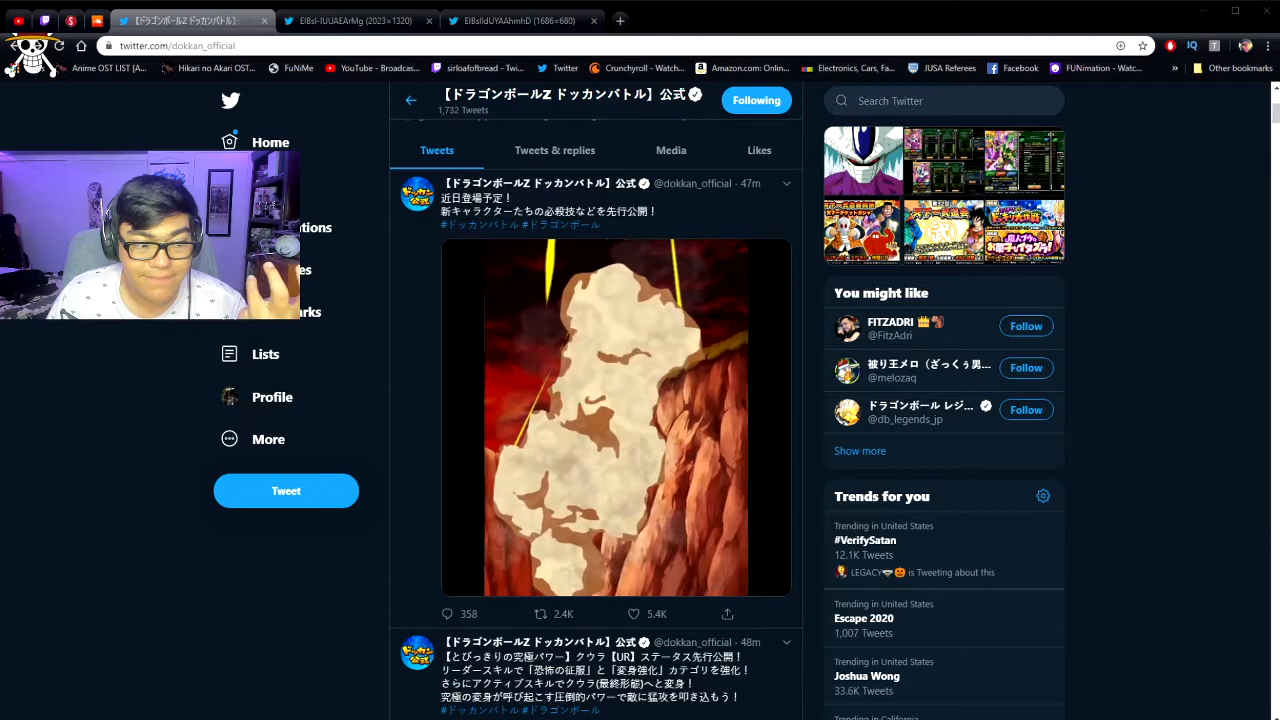 【ドラゴンボールZ ドッカンバトル】
EIBsI-IUUAEArMg (2023×1320)
EIBsIIdUYAAhmhD (1686×680)
twitter.com/dokkan_official
Anime OST LIST [A...
Hikari no Akari OST...
FuNiMe
YouTube - Broadcas...
sirloafofbread - Twi...
Twitter
Crunchyroll - Watch...
Amazon.com: Onlin...
Electronics, Cars, Fa...
JUSA Referees
Facebook
FUNimation - Watc...
Other bookmarks
【ドラゴンボールZ ドッカンバトル】公式
1,732 Tweets
Following
Search Twitter
Home
Tweets
Tweets & replies
Media
Likes
Lists
Profile
More
Tweet
【ドラゴンボールZ ドッカンバトル】公式 @dokkan_official · 47m
近日登場予定！
新キャラクターたちの必殺技などを先行公開！
#ドッカンバトル #ドラゴンボール
358
2.4K
5.4K
【ドラゴンボールZ ドッカンバトル】公式 @dokkan_official · 48m
【とびっきりの究極パワー】クウラ【UR】ステータス先行公開！
リーダースキルで「恐怖の征服」と「変身強化」カテゴリを強化！
さらにアクティブスキルでクウラ(最終形態)へと変身！
究極の変身が呼び起こす圧倒的パワーで敵に猛攻を叩き込もう！
#ドッカンバトル #ドラゴンボール
You might like
FITZADRI
@FitzAdri
Follow
被り王メロ（ざっくぅ男...
@melozaq
Follow
ドラゴンボール レジ...
@db_legends_jp
Follow
Show more
Trends for you
Trending in United States
#VerifySatan
12.1K Tweets
LEGACY is Tweeting about this
Trending in United States
Escape 2020
1,007 Tweets
Trending in United States
Joshua Wong
33.6K Tweets
Trending in California